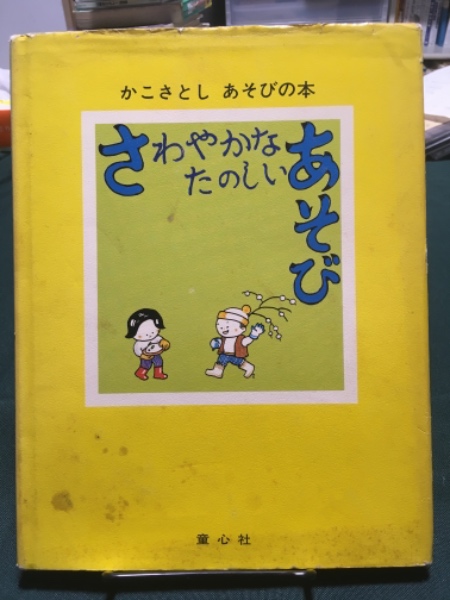 かこさとし あそびの本
さわやかな
たのしい
あそび
童心社